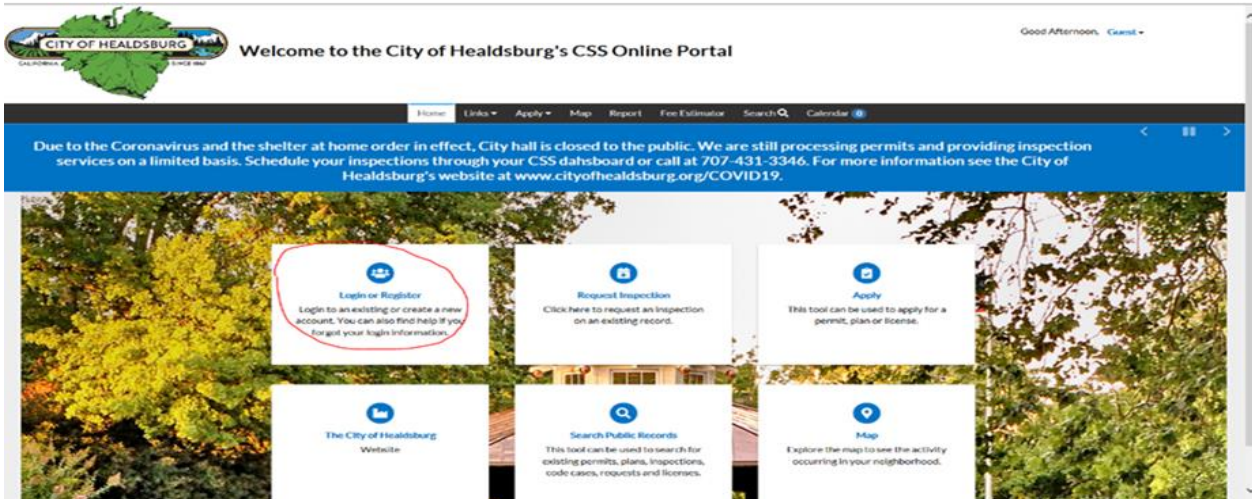 CITY OF HEALDSBURG
CALIFORNIA
SINCE 1867
Welcome to the City of Healdsburg's CSS Online Portal
Good Afternoon, Guest
Home Links Apply Map Report Fee Estimator Search Calendar 0
Due to the Coronavirus and the shelter at home order in effect, City hall is closed to the public. We are still processing permits and providing inspection
services on a limited basis. Schedule your inspections through your CSS dahsboard or call at 707-431-3346. For more information see the City of
Healdsburg's website at www.cityofhealdsburg.org/COVID19.
Login or Register
Login to an existing or create a new
account. You can also find help if you
forgot your login information.
Request Inspection
Click here to request an inspection
on an existing record.
Apply
This tool can be used to apply for a
permit, plan or license.
The City of Healdsburg
Website
Search Public Records
This tool can be used to search for
existing permits, plans, inspections,
code cases, requests and licenses.
Map
Explore the map to see the activity
occurring in your neighborhood.